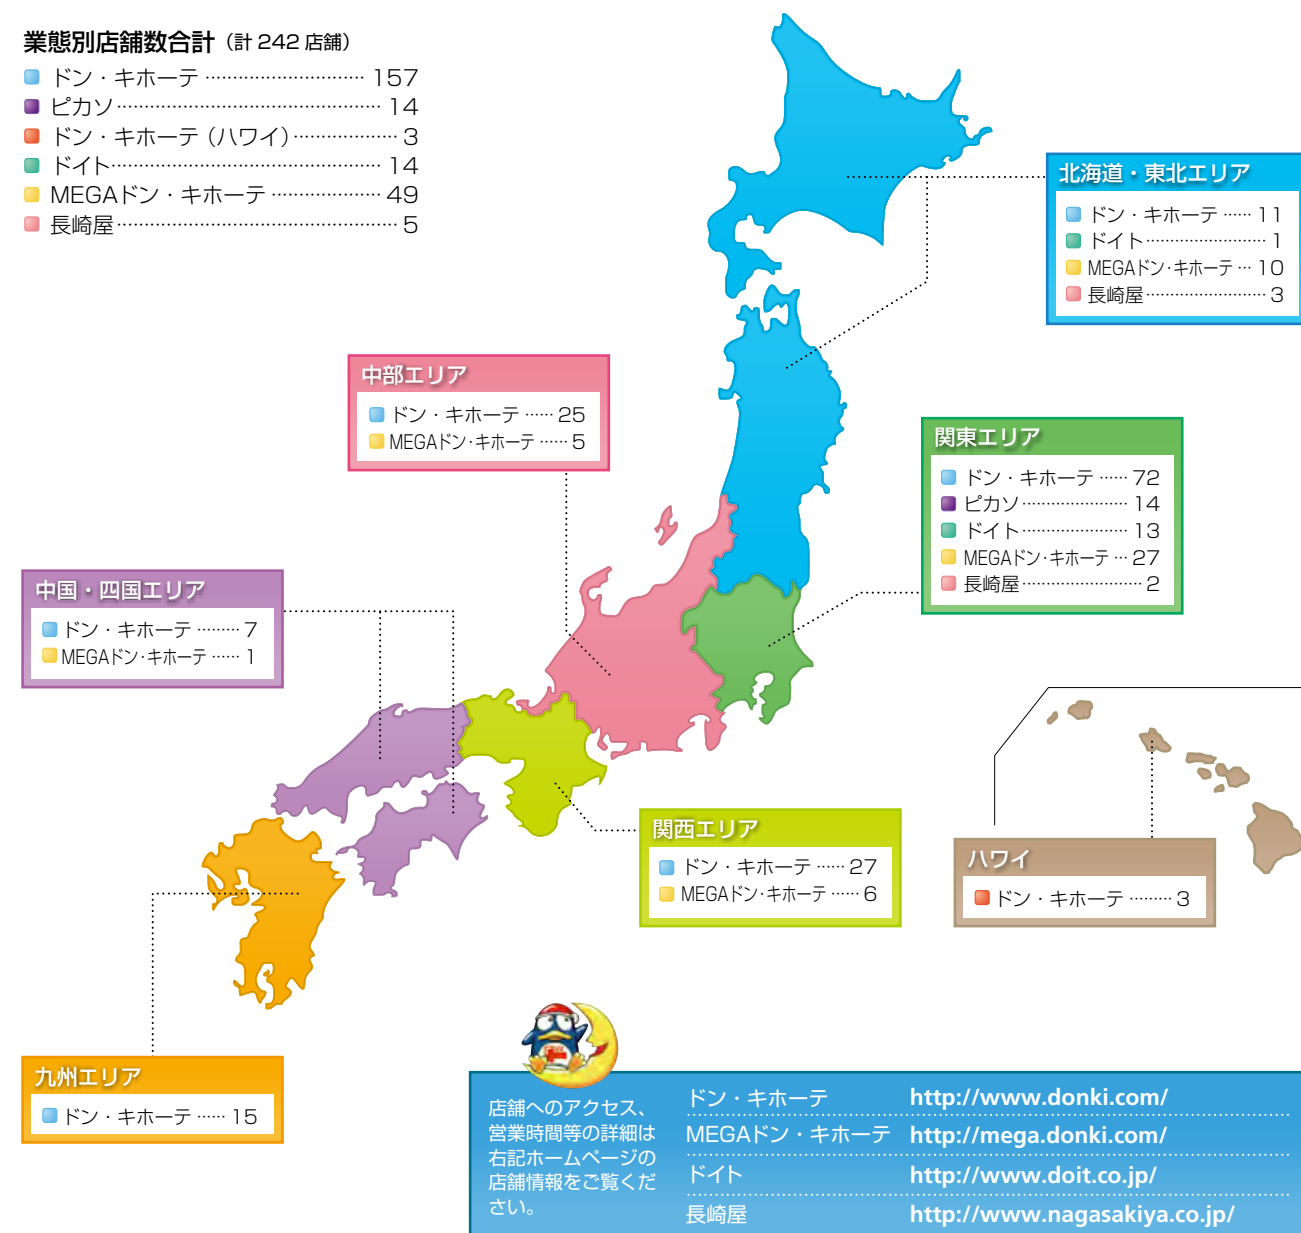 業態別店舗数合計（計 242 店舗）
ドン・キホーテ 157
ピカソ 14
ドン・キホーテ（ハワイ） 3
ドイト 14
MEGAドン・キホーテ 49
長崎屋 5
北海道・東北エリア
ドン・キホーテ 11
ドイト 1
MEGAドン・キホーテ 10
長崎屋 3
中部エリア
ドン・キホーテ 25
MEGAドン・キホーテ 5
関東エリア
ドン・キホーテ 72
ピカソ 14
ドイト 13
MEGAドン・キホーテ 27
長崎屋 2
中国・四国エリア
ドン・キホーテ 7
MEGAドン・キホーテ 1
関西エリア
ドン・キホーテ 27
MEGAドン・キホーテ 6
ハワイ
ドン・キホーテ 3
九州エリア
ドン・キホーテ 15
店舗へのアクセス、
営業時間等の詳細は
右記ホームページの
店舗情報をご覧くだ
さい。
ドン・キホーテ http://www.donki.com/
MEGAドン・キホーテ http://mega.donki.com/
ドイト http://www.doit.co.jp/
長崎屋 http://www.nagasakiya.co.jp/